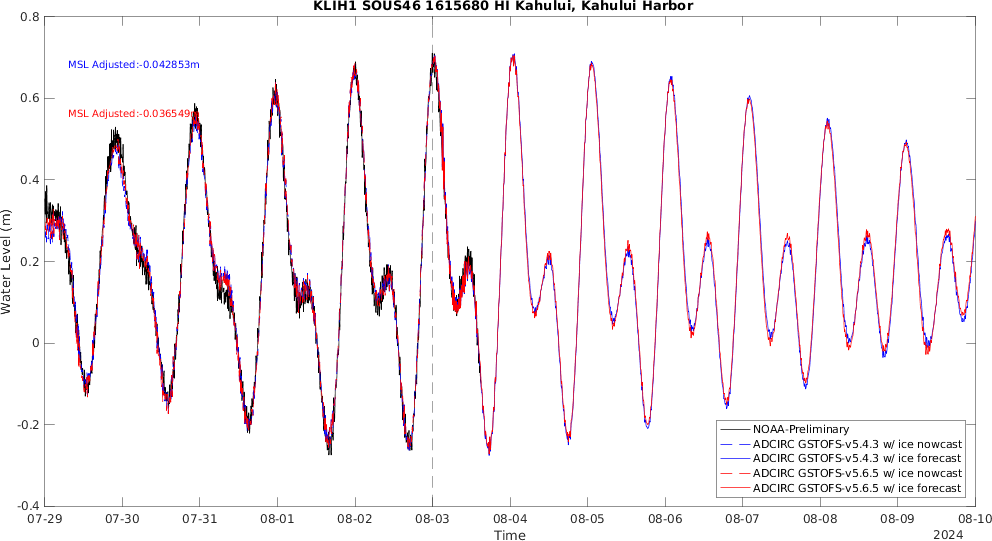 KLIH1 SOUS46 1615680 HI Kahului, Kahului Harbor
0.8
0.6
0.4
0.2
0
-0.2
-0.4
Water Level (m)
MSL Adjusted:-0.042853m
MSL Adjusted:-0.036549m
NOAA-Preliminary
ADCIRC GSTOFS-v5.4.3 w/ ice nowcast
ADCIRC GSTOFS-v5.4.3 w/ ice forecast
ADCIRC GSTOFS-v5.6.5 w/ ice nowcast
ADCIRC GSTOFS-v5.6.5 w/ ice forecast
07-29 07-30 07-31 08-01 08-02 08-03 08-04 08-05 08-06 08-07 08-08 08-09 08-10
Time
2024